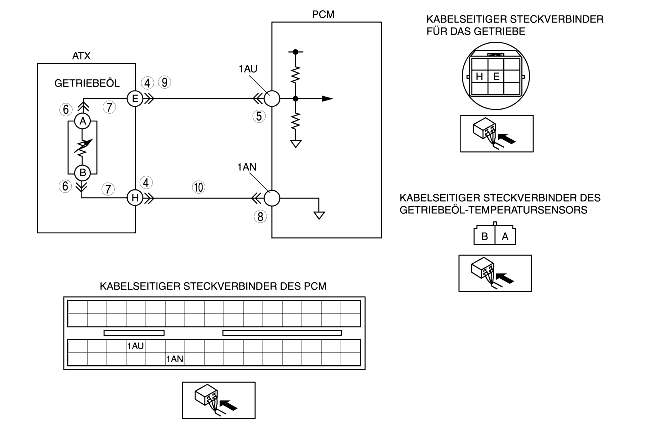 PCM
KABELSEITIGER STECKVERBINDER
FÜR DAS GETRIEBE
ATX
GETRIEBEÖL
4 9
1AU
H E
6
7
E
5
A
B
1AN
6
7
4
10
H
8
KABELSEITIGER STECKVERBINDER DES
GETRIEBEÖL-TEMPERATURSENSORS
B A
KABELSEITIGER STECKVERBINDER DES PCM
1AU
1AN